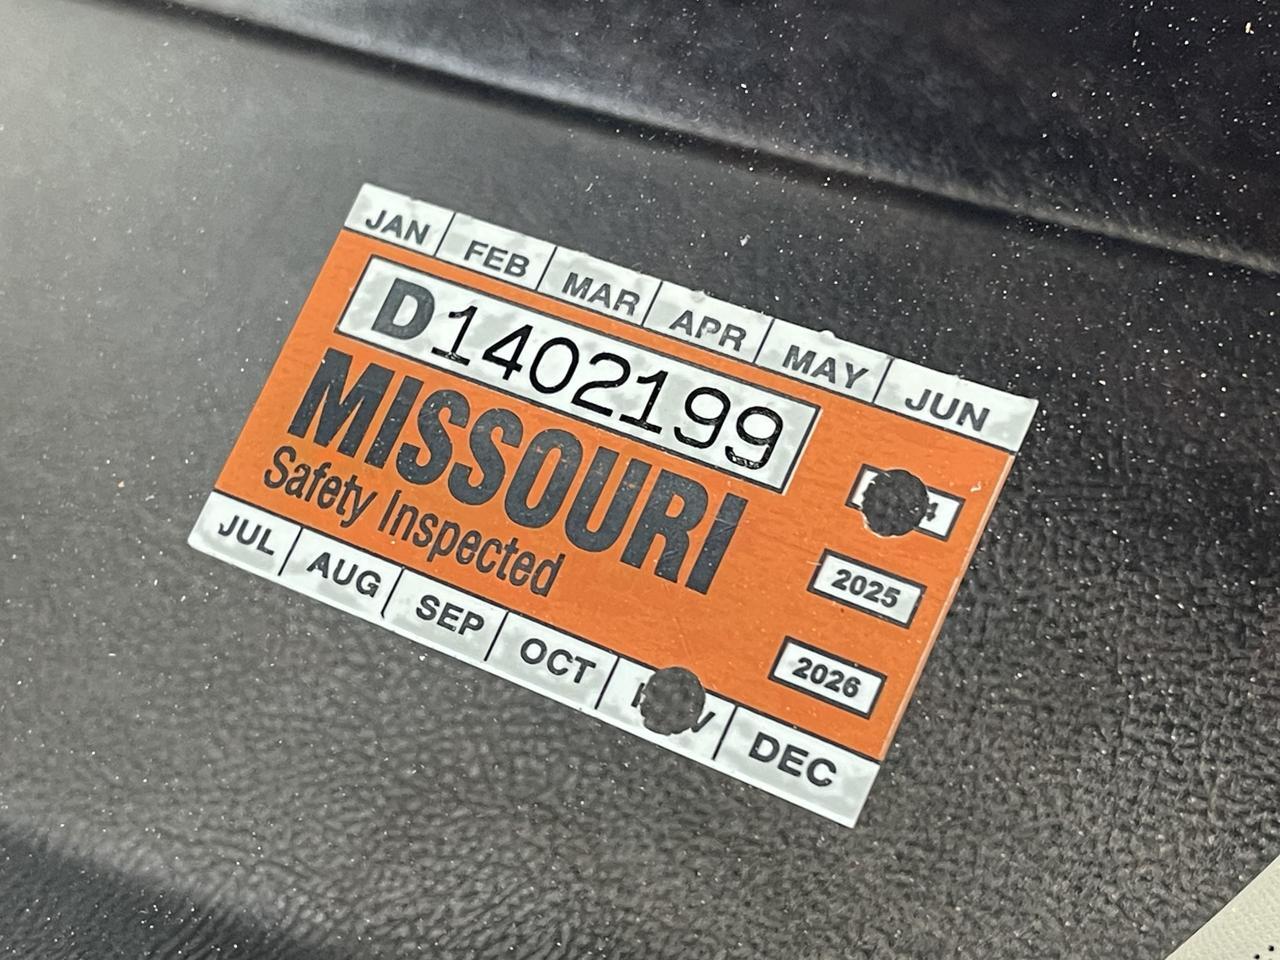 JAN FEB MAR APR MAY JUN
D1402199
MISSOURI
Safety Inspected
2025
2026
JUL AUG SEP OCT DEC